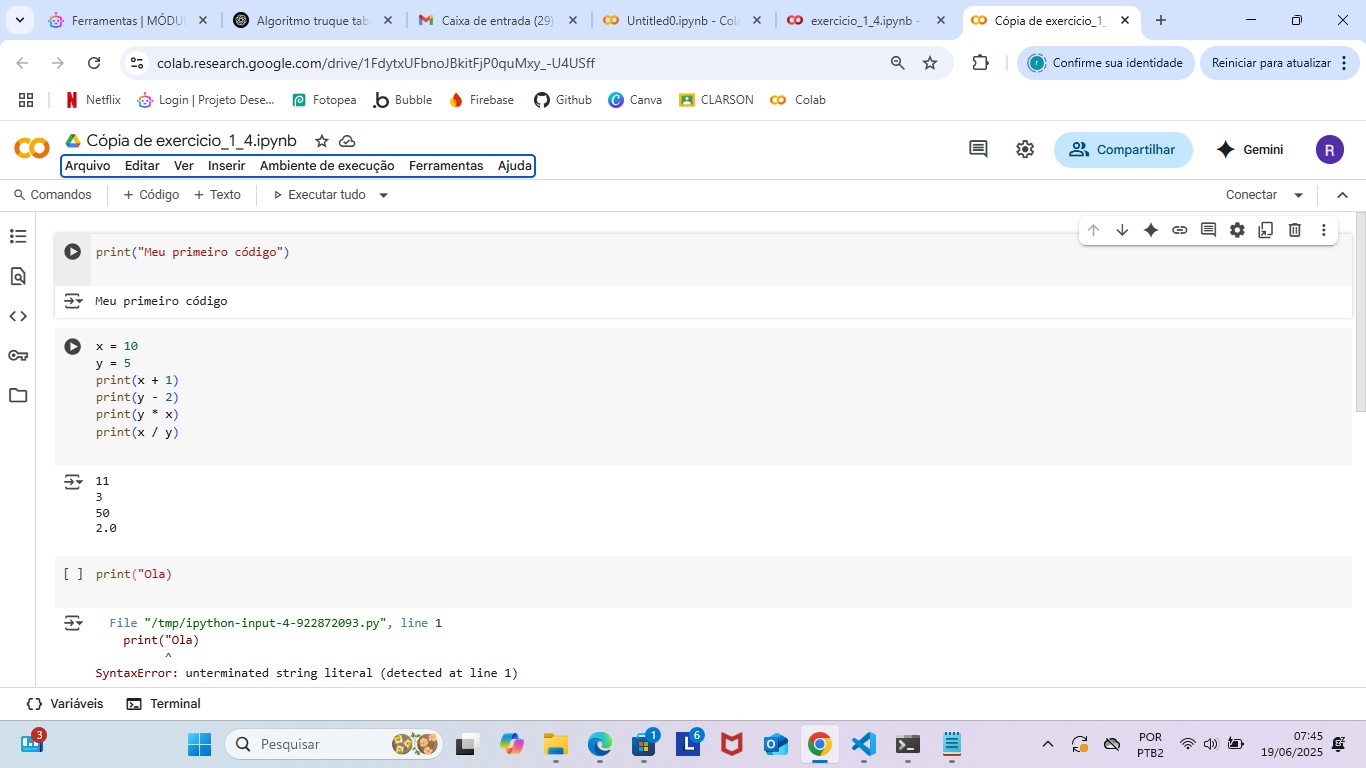 Ferramentas | MÓDU
Algoritmo truque tab
Caixa de entrada (29)
Untitled0.ipynb - Col
exercicio_1_4.ipynb -
Cópia de exercicio_1_
colab.research.google.com/drive/1FdytxUFbnoJBkitFjP0quMxy_-U4USff
Confirme sua identidade
Reiniciar para atualizar
Netflix
Login | Projeto Dese...
Fotopea
Bubble
Firebase
Github
Canva
CLARSON
Colab
Cópia de exercicio_1_4.ipynb
Arquivo Editar Ver Inserir Ambiente de execução Ferramentas Ajuda
Compartilhar
Gemini
R
Comandos + Código + Texto Executar tudo
Conectar
print("Meu primeiro código")
Meu primeiro código
x = 10
y = 5
print(x + 1)
print(y - 2)
print(y * x)
print(x / y)
11
3
50
2.0
[ ] print("Ola)
File "/tmp/ipython-input-4-922872093.py", line 1
print("Ola)
^
SyntaxError: unterminated string literal (detected at line 1)
Variáveis Terminal
3
Pesquisar
1
L 6
POR
PTB2
07:45
19/06/2025